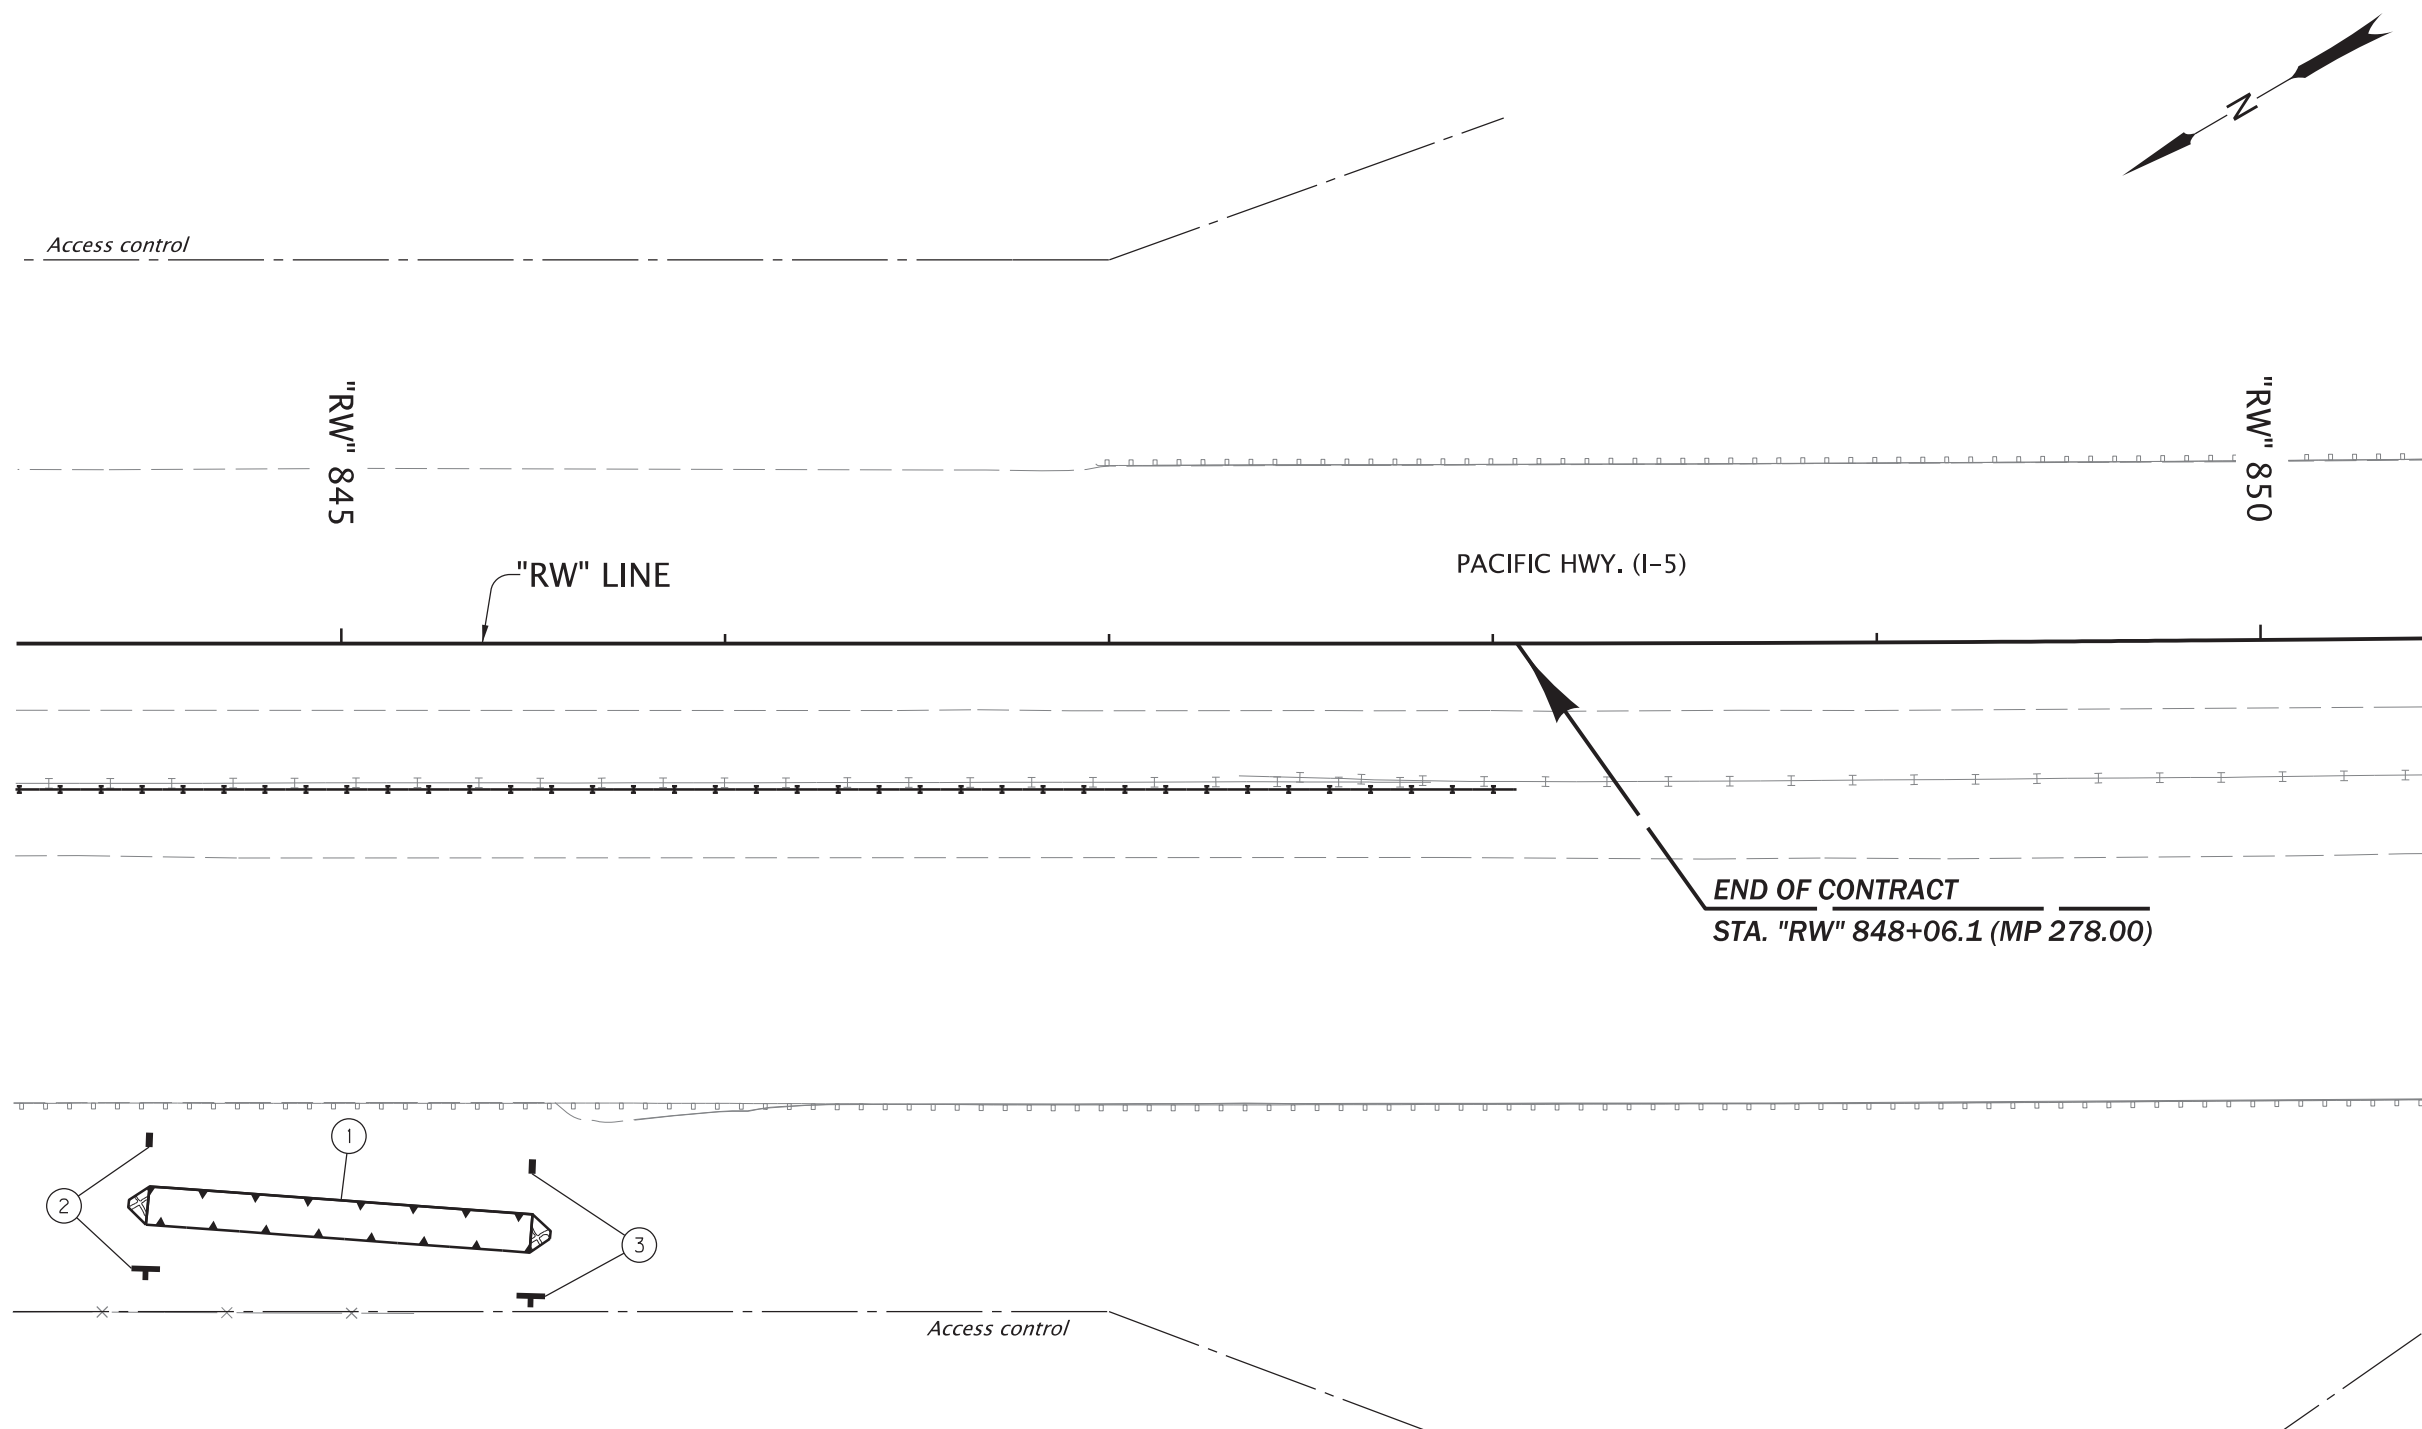 N
Access control
"RW" 845
"RW" 850
"RW" LINE
PACIFIC HWY. (I-5)
END OF CONTRACT
STA. "RW" 848+06.1 (MP 278.00)
1
2
3
Access control